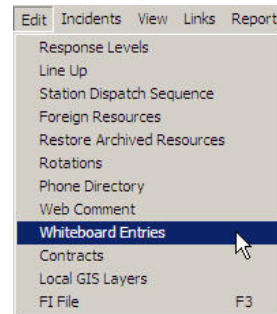 Edit Incidents View Links Report
Response Levels
Line Up
Station Dispatch Sequence
Foreign Resources
Restore Archived Resources
Rotations
Phone Directory
Web Comment
Whiteboard Entries
Contracts
Local GIS Layers
FI File F3